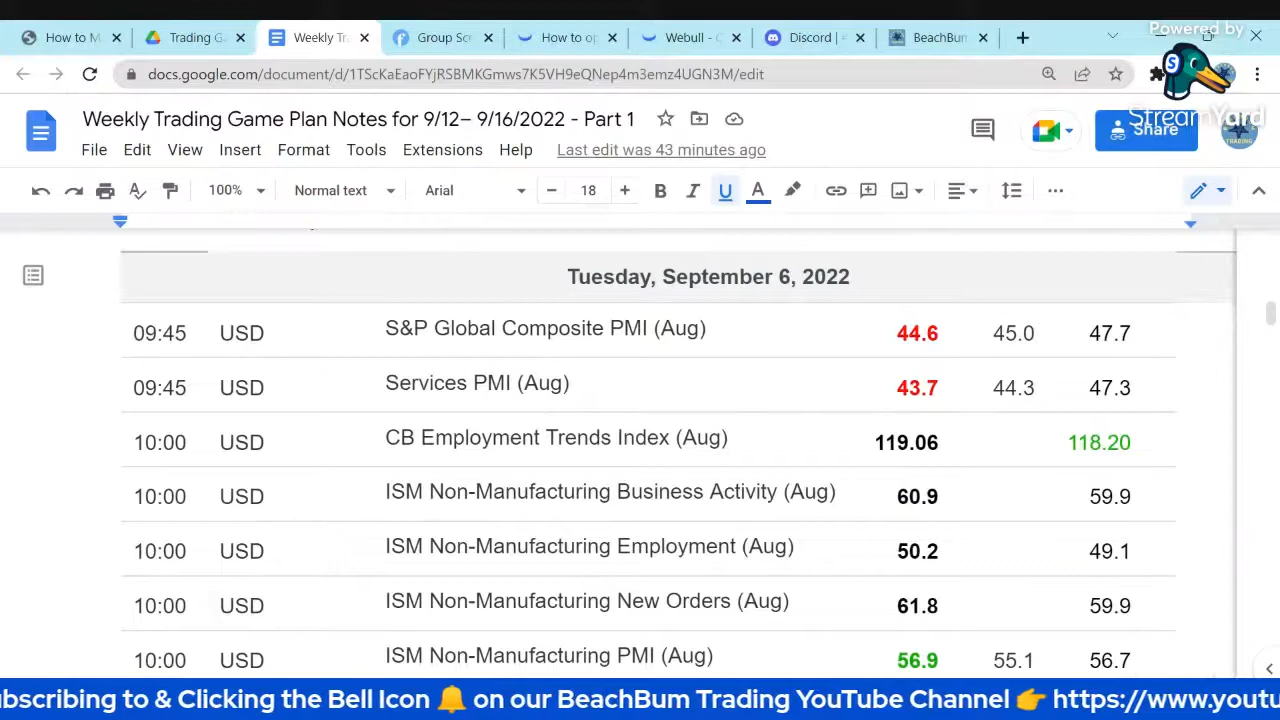 Powered by
How to M
Trading G
Weekly Tr
Group Sc
How to op
Webull - C
Discord | #
BeachBum
docs.google.com/document/d/1TScKaEaoFYjRSBMKGmws7K5VH9eQNep4m3emz4UGN3M/edit
S
StreamYard
Weekly Trading Game Plan Notes for 9/12– 9/16/2022 - Part 1
Share
TRADING
File Edit View Insert Format Tools Extensions Help Last edit was 43 minutes ago
100% Normal text Arial 18 B I U A
Tuesday, September 6, 2022
09:45 USD S&P Global Composite PMI (Aug) 44.6 45.0 47.7
09:45 USD Services PMI (Aug) 43.7 44.3 47.3
10:00 USD CB Employment Trends Index (Aug) 119.06 118.20
10:00 USD ISM Non-Manufacturing Business Activity (Aug) 60.9 59.9
10:00 USD ISM Non-Manufacturing Employment (Aug) 50.2 49.1
10:00 USD ISM Non-Manufacturing New Orders (Aug) 61.8 59.9
10:00 USD ISM Non-Manufacturing PMI (Aug) 56.9 55.1 56.7
ubscribing to & Clicking the Bell Icon 🔔 on our BeachBum Trading YouTube Channel 👉 https://www.youtu